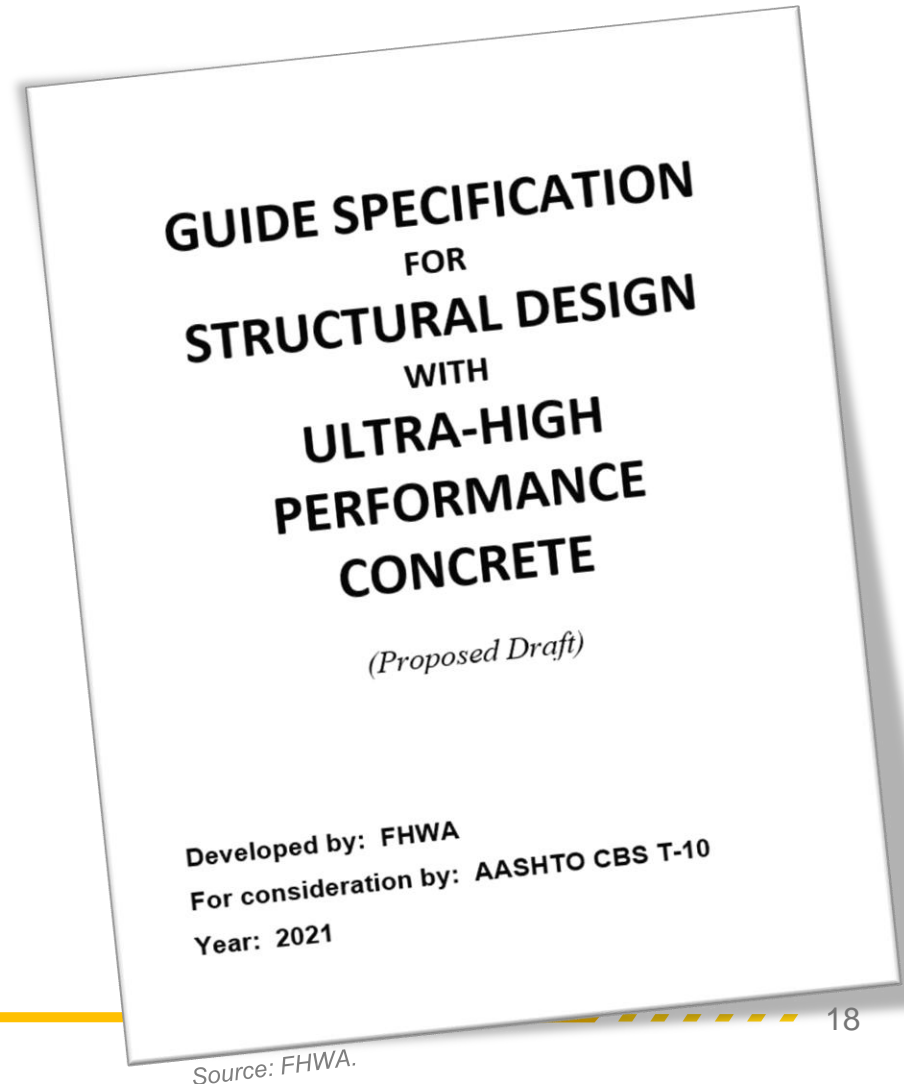 GUIDE SPECIFICATION
FOR
STRUCTURAL DESIGN
WITH
ULTRA-HIGH
PERFORMANCE
CONCRETE
(Proposed Draft)
Developed by: FHWA
For consideration by: AASHTO CBS T-10
Year: 2021
18
Source: FHWA.